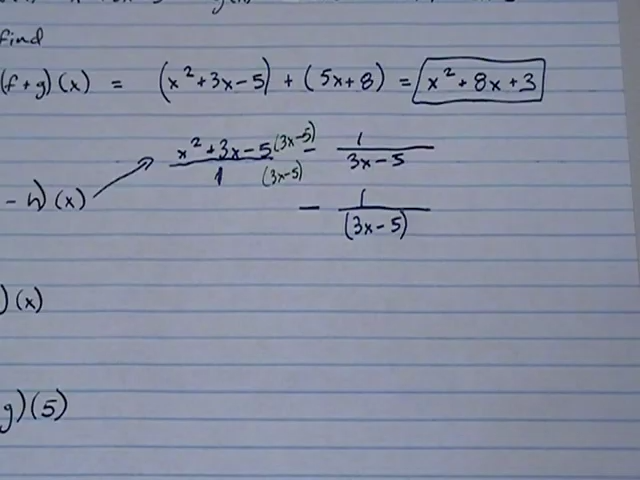 find
(f+g)(x) = (x²+3x-5) + (5x+8) = x² + 8x + 3
x² + 3x - 5 (3x-5) - 1
1 (3x-5) 3x - 5
- h)(x)
- 1
(3x - 5)
)(x)
g)(5)